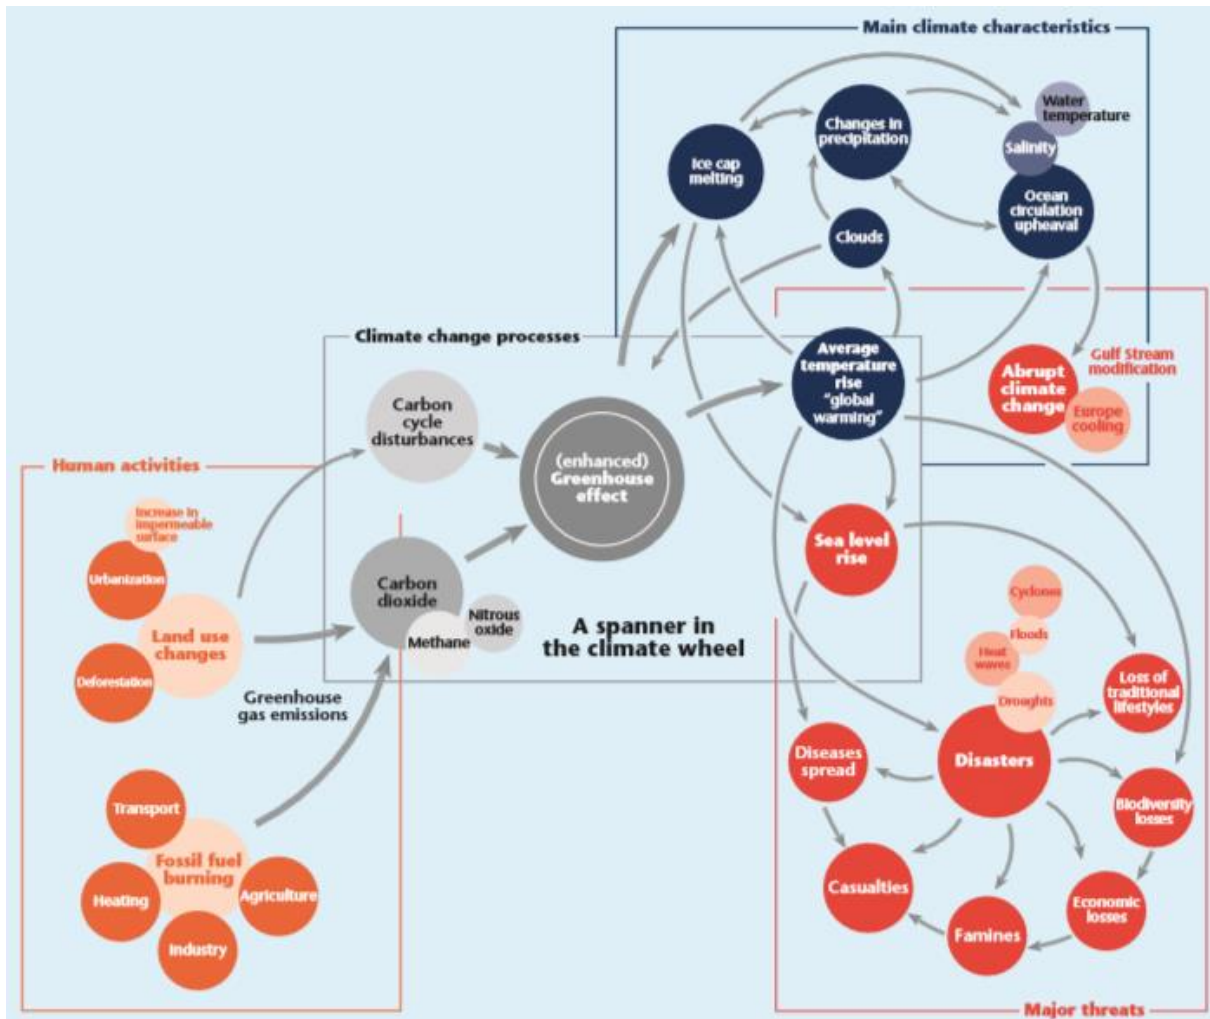 Main climate characteristics
Water
temperature
Changes in
precipitation
Salinity
Ice cap
melting
Ocean
circulation
upheaval
Clouds
Climate change processes
Average
temperature
rise
“global
warming”
Gulf Stream
modification
Abrupt
climate
change
Europe
cooling
Carbon
cycle
disturbances
(enhanced)
Greenhouse
effect
Human activities
Increase in
impermeable
surface
Urbanization
Land use
changes
Deforestation
Carbon
dioxide
Methane
Nitrous
oxide
A spanner in
the climate wheel
Sea level
rise
Greenhouse
gas emissions
Cyclones
Floods
Heat
waves
Droughts
Loss of
traditional
lifestyles
Diseases
spread
Disasters
Biodiversity
losses
Transport
Fossil fuel
burning
Heating
Agriculture
Industry
Casualties
Economic
losses
Famines
Major threats